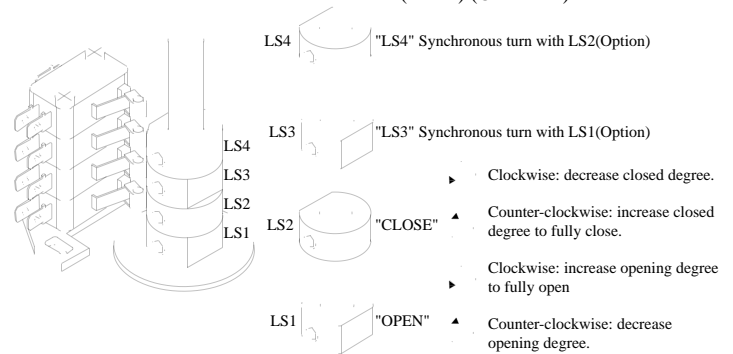 LS4 "LS4" Synchronous turn with LS2(Option)
LS3 "LS3" Synchronous turn with LS1(Option)
LS4
LS3
LS2
LS1
Clockwise: decrease closed degree.
LS2 "CLOSE"
Counter-clockwise: increase closed
degree to fully close.
Clockwise: increase opening degree
to fully open
LS1 "OPEN"
Counter-clockwise: decrease
opening degree.